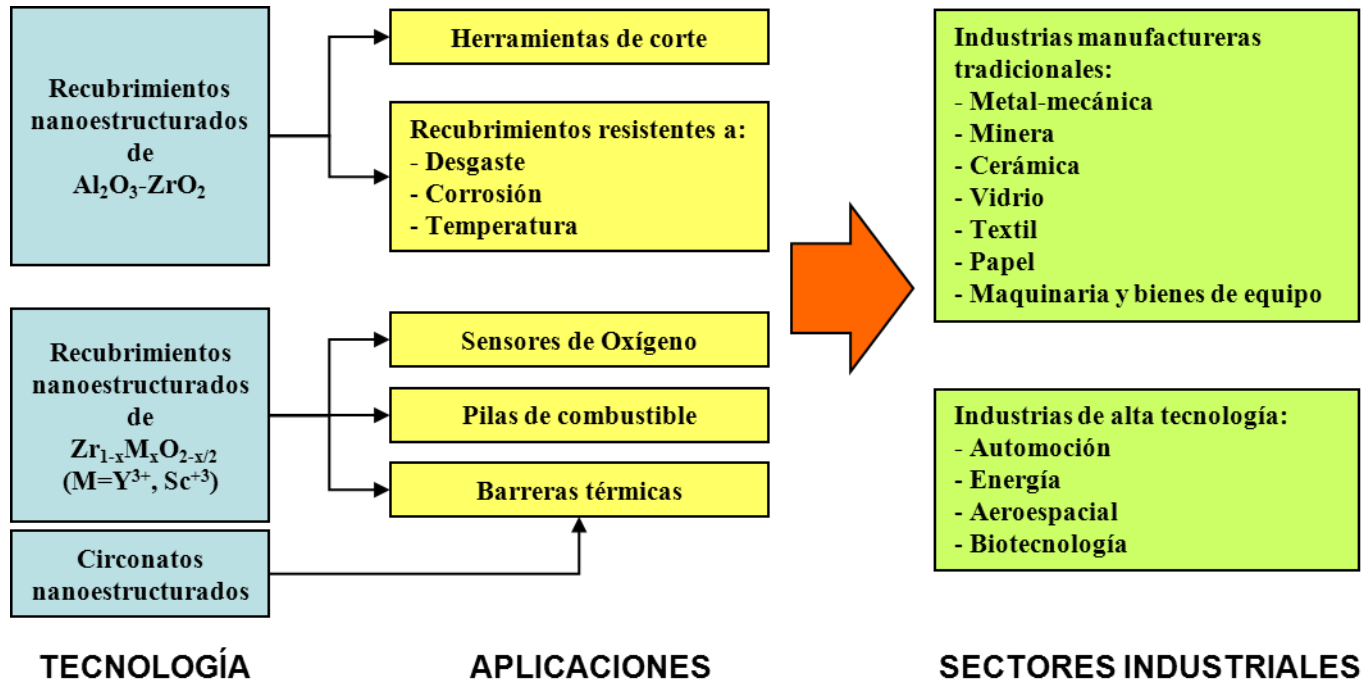 Recubrimientos
nanoestructurados
de
Al₂O₃-ZrO₂
Herramientas de corte
Recubrimientos resistentes a:
- Desgaste
- Corrosión
- Temperatura
Recubrimientos
nanoestructurados
de
Zr₁₋ₓMₓO₂₋ₓ/₂
(M=Y³⁺, Sc⁺³)
Sensores de Oxígeno
Pilas de combustible
Barreras térmicas
Circonatos
nanoestructurados
Industrias manufactureras
tradicionales:
- Metal-mecánica
- Minera
- Cerámica
- Vidrio
- Textil
- Papel
- Maquinaria y bienes de equipo
Industrias de alta tecnología:
- Automoción
- Energía
- Aeroespacial
- Biotecnología
TECNOLOGÍA
APLICACIONES
SECTORES INDUSTRIALES